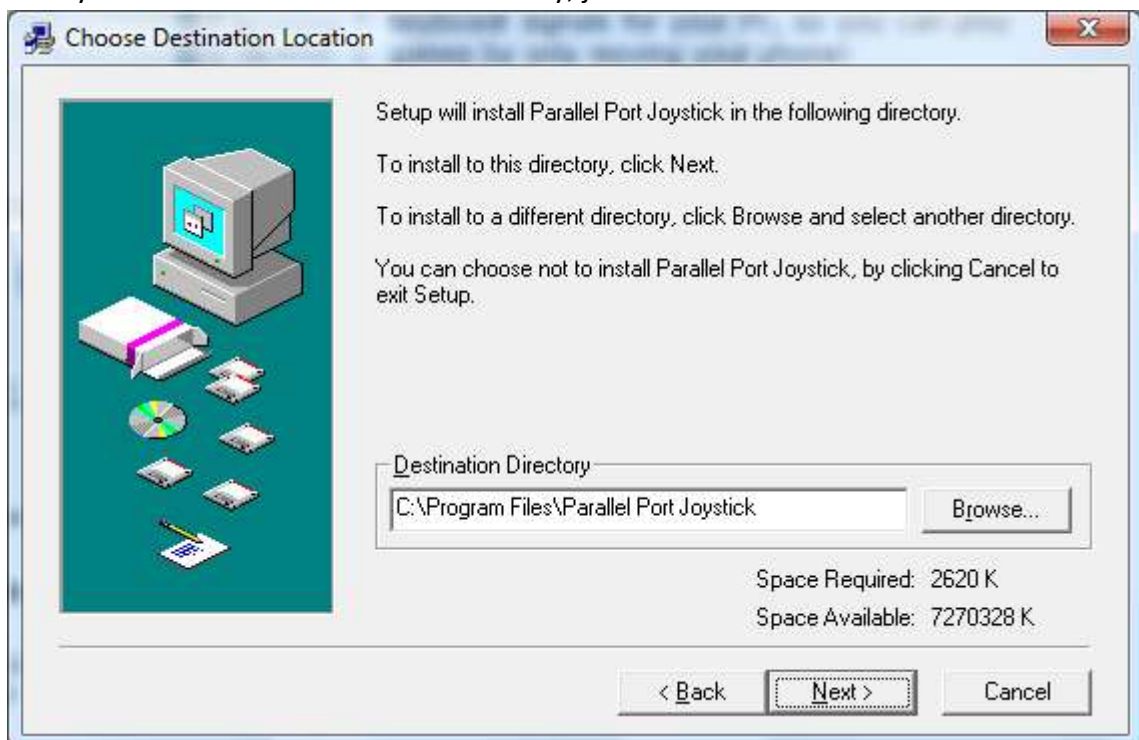 Choose Destination Location
Setup will install Parallel Port Joystick in the following directory.
To install to this directory, click Next.
To install to a different directory, click Browse and select another directory.
You can choose not to install Parallel Port Joystick, by clicking Cancel to
exit Setup.
Destination Directory
C:\Program Files\Parallel Port Joystick
Browse...
Space Required: 2620 K
Space Available: 7270328 K
< Back
Next >
Cancel